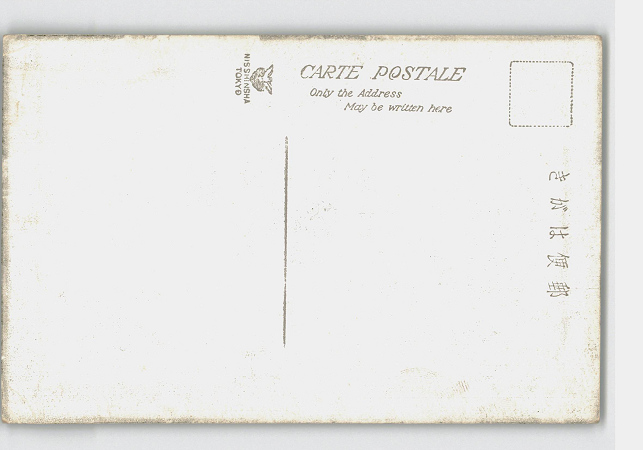 NISSHINSHA
TOKYO
CARTE POSTALE
Only the Address
May be written here
郵便はがき